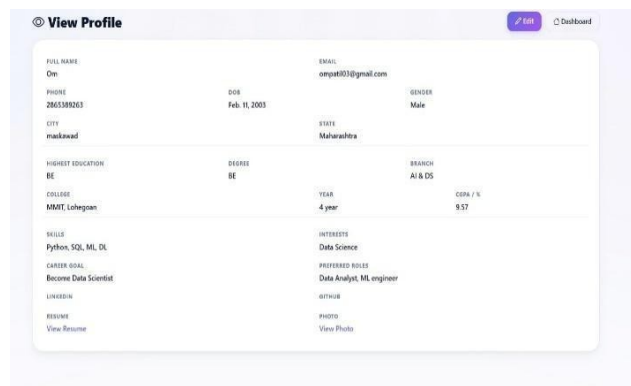 View Profile
Edit
Dashboard
FULL NAME
EMAIL
Om
ompatil03@gmail.com
PHONE
DOB
GENDER
2865389263
Feb. 11, 2003
Male
CITY
STATE
maskawad
Maharashtra
HIGHEST EDUCATION
DEGREE
BRANCH
BE
BE
AI & DS
COLLEGE
YEAR
CGPA / %
MMIT, Lohegoan
4 year
9.57
SKILLS
INTERESTS
Python, SQL, ML, DL
Data Science
CAREER GOAL
PREFERRED ROLES
Become Data Scientist
Data Analyst, ML engineer
LINKEDIN
GITHUB
RESUME
PHOTO
View Resume
View Photo